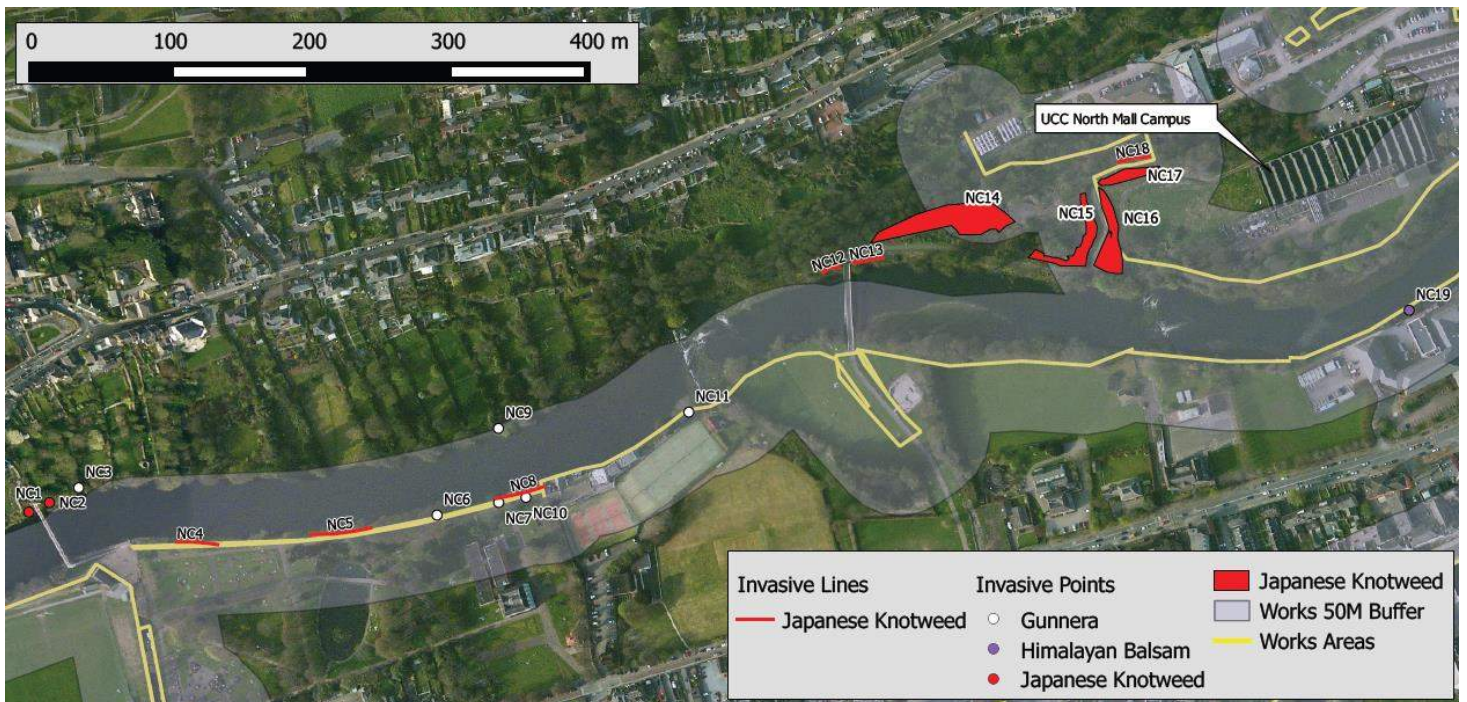 0 100 200 300 400 m
UCC North Mall Campus
NC18
NC17
NC14
NC15
NC16
NC12 NC13
NC19
NC11
NC9
NC3
NC1
NC2
NC8
NC6
NC7 NC10
NC5
NC4
Invasive Lines
Japanese Knotweed
Invasive Points
Gunnera
Himalayan Balsam
Japanese Knotweed
Japanese Knotweed
Works 50M Buffer
Works Areas